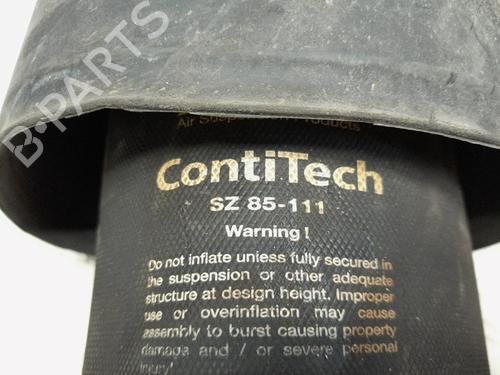 B-PARTS
Air Suspension Products
ContiTech
SZ 85-111
Warning !
Do not inflate unless fully secured in
the suspension or other adequate
structure at design height. Improper
use or overinflation may cause
assembly to burst causing property
damage and / or severe personal
injury!